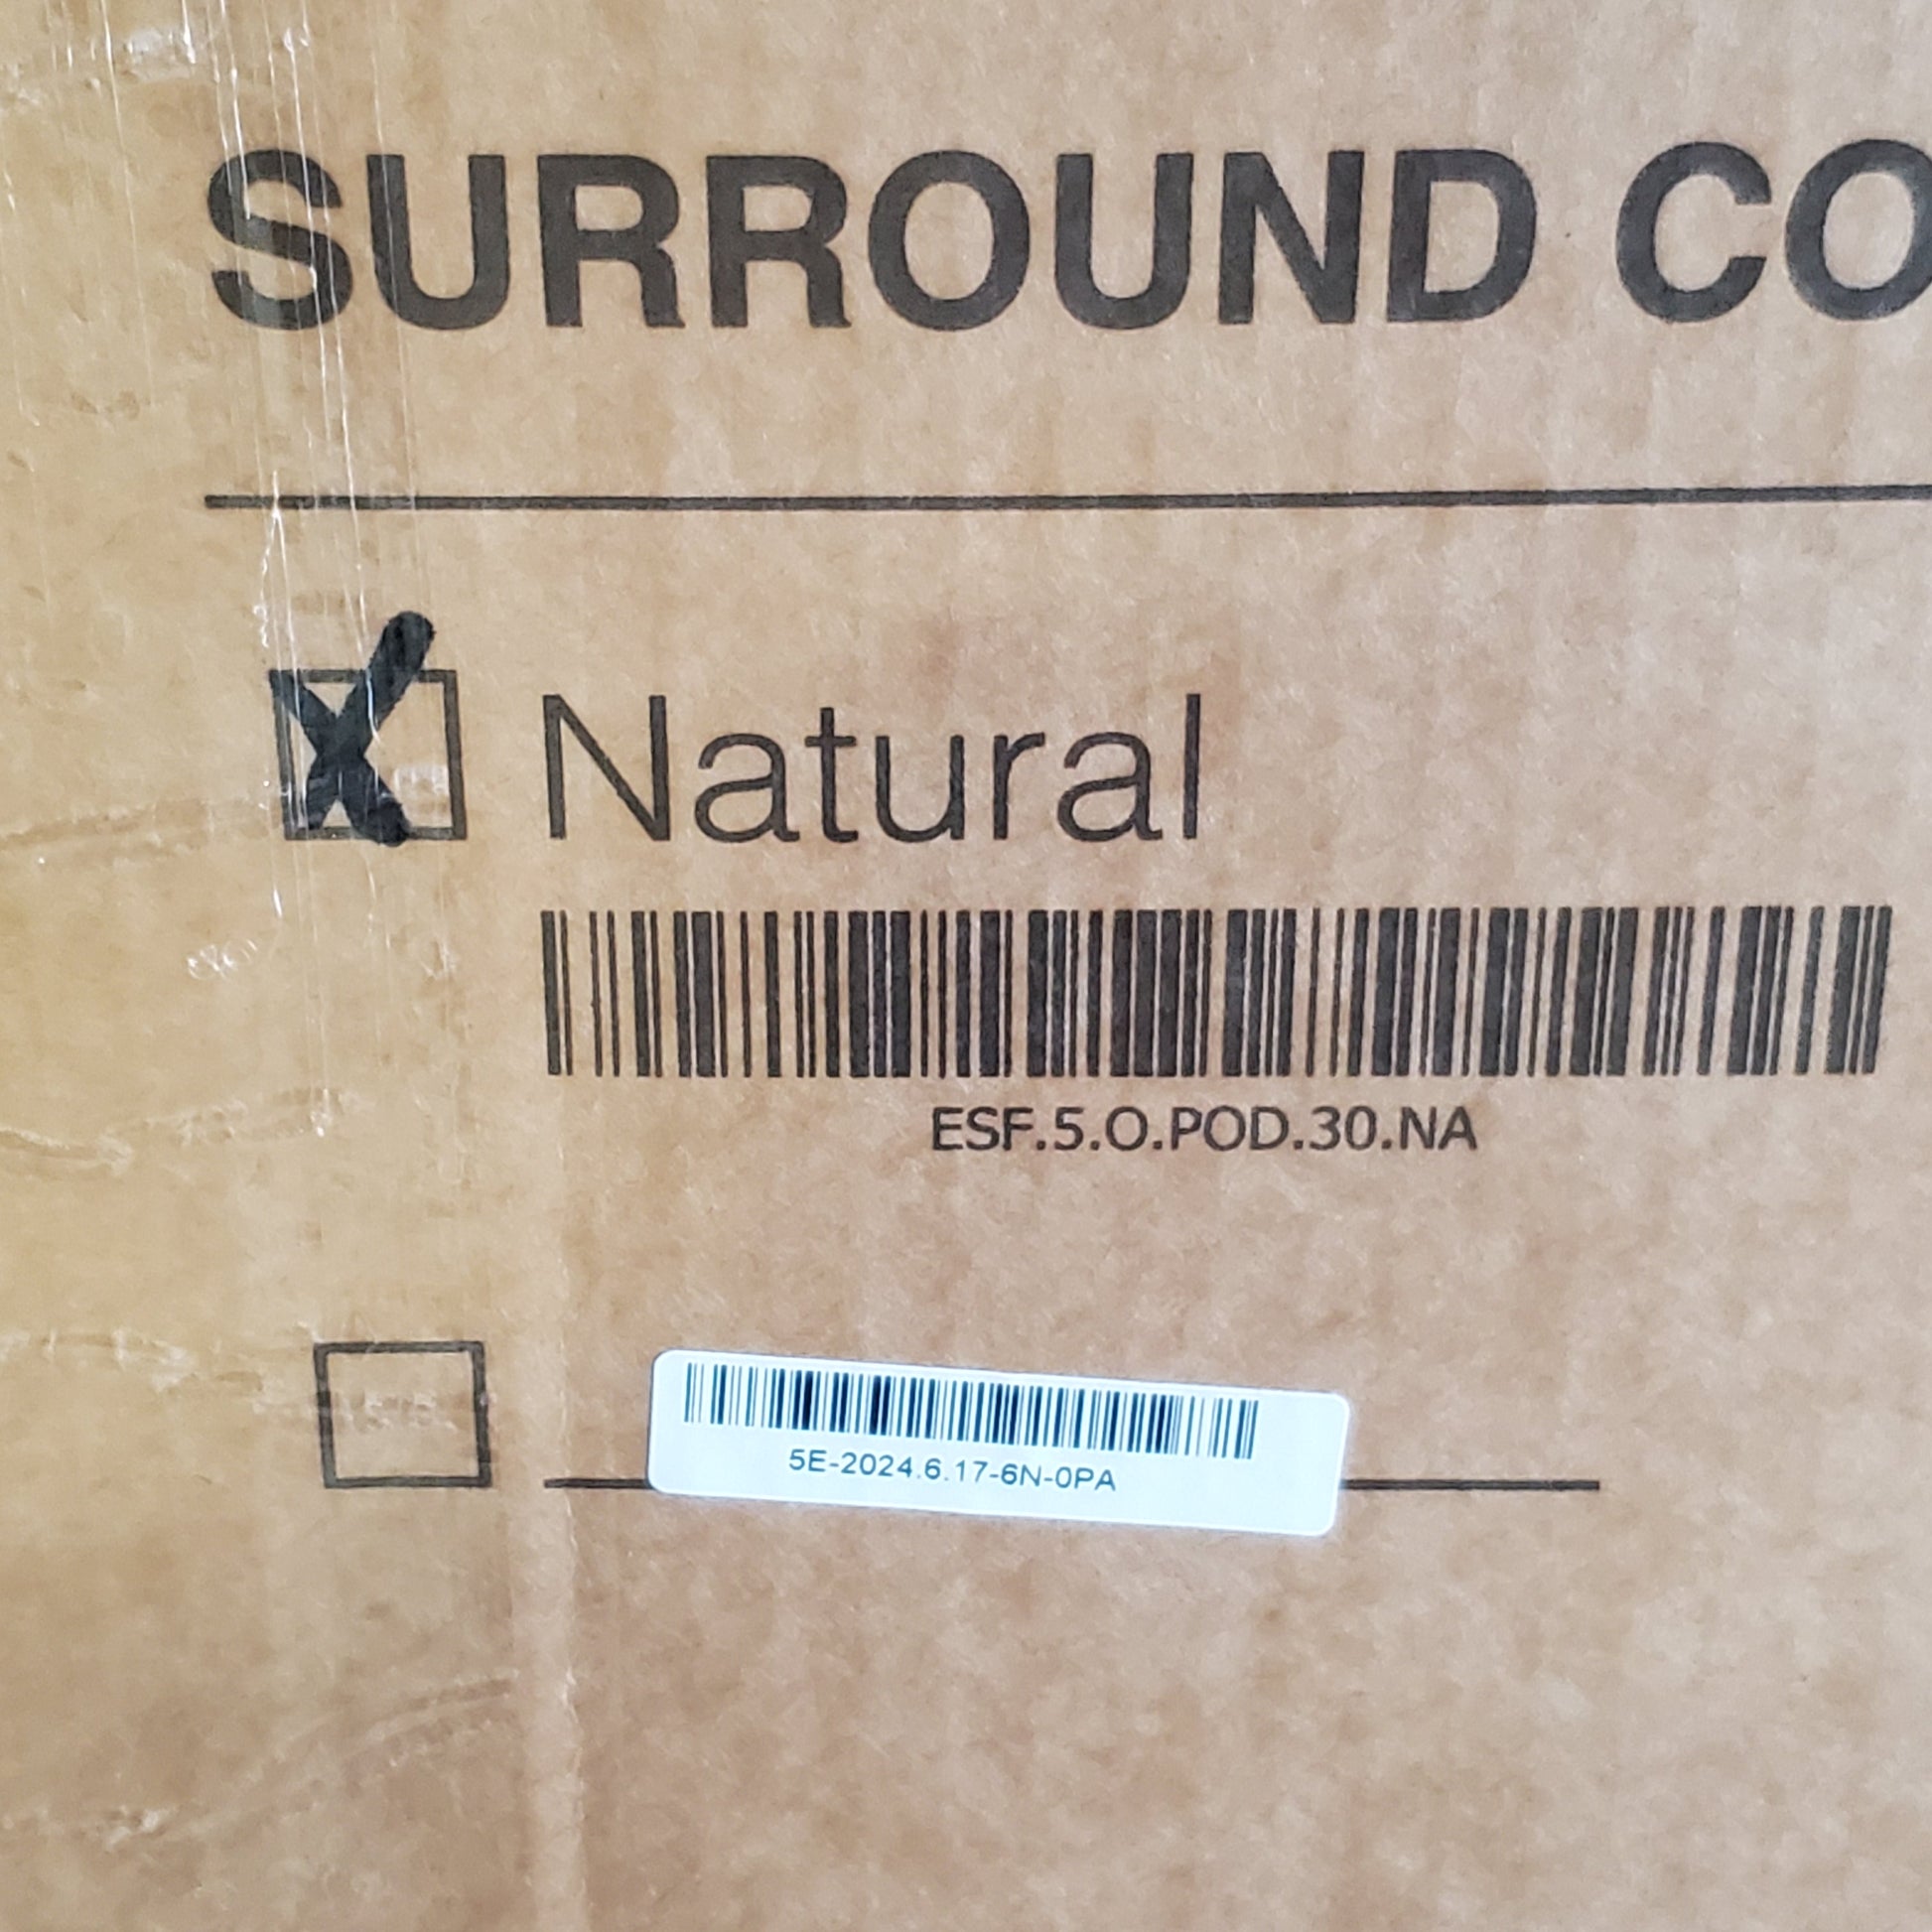 SURROUND CO
Natural
ESF.5.O.POD.30.NA
5E-2024.6.17-6N-0PA